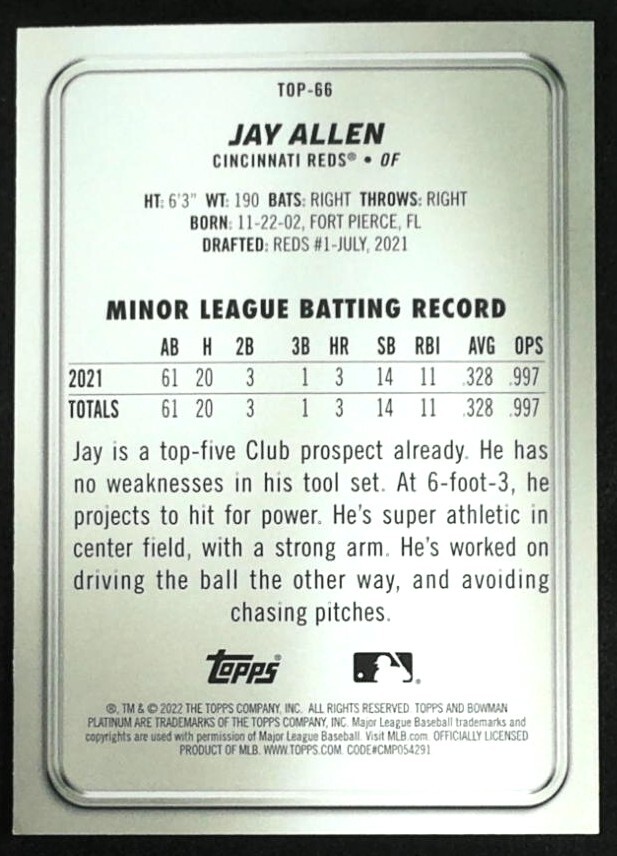 TOP-66
JAY ALLEN
CINCINNATI REDS® • OF
HT: 6'3" WT: 190 BATS: RIGHT THROWS: RIGHT
BORN: 11-22-02, FORT PIERCE, FL
DRAFTED: REDS #1-JULY, 2021
MINOR LEAGUE BATTING RECORD
AB H 2B 3B HR SB RBI AVG OPS
2021 61 20 3 1 3 14 11 .328 .997
TOTALS 61 20 3 1 3 14 11 .328 .997
Jay is a top-five Club prospect already. He has
no weaknesses in his tool set. At 6-foot-3, he
projects to hit for power. He's super athletic in
center field, with a strong arm. He's worked on
driving the ball the other way, and avoiding
chasing pitches.
topps ®
®, TM & © 2022 THE TOPPS COMPANY, INC. ALL RIGHTS RESERVED. TOPPS AND BOWMAN
PLATINUM ARE TRADEMARKS OF THE TOPPS COMPANY, INC. Major League Baseball trademarks and
copyrights are used with permission of Major League Baseball. Visit MLB.com. OFFICIALLY LICENSED
PRODUCT OF MLB. WWW.TOPPS.COM. CODE#CMP054291